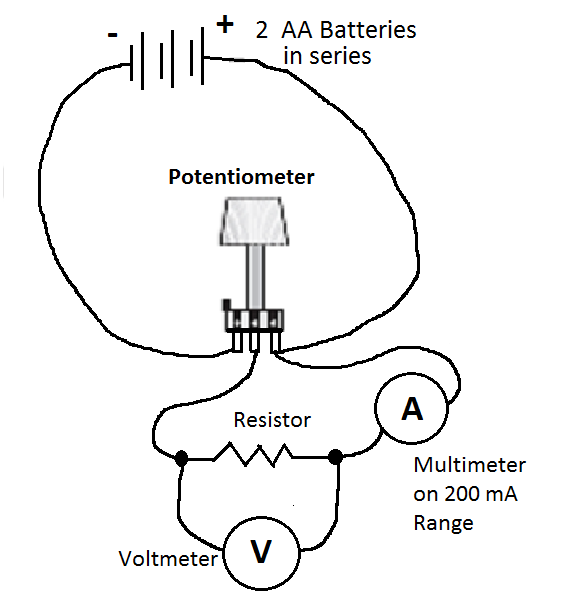 - + 2 AA Batteries
in series
Potentiometer
Resistor
A
Multimeter
on 200 mA
Range
Voltmeter V